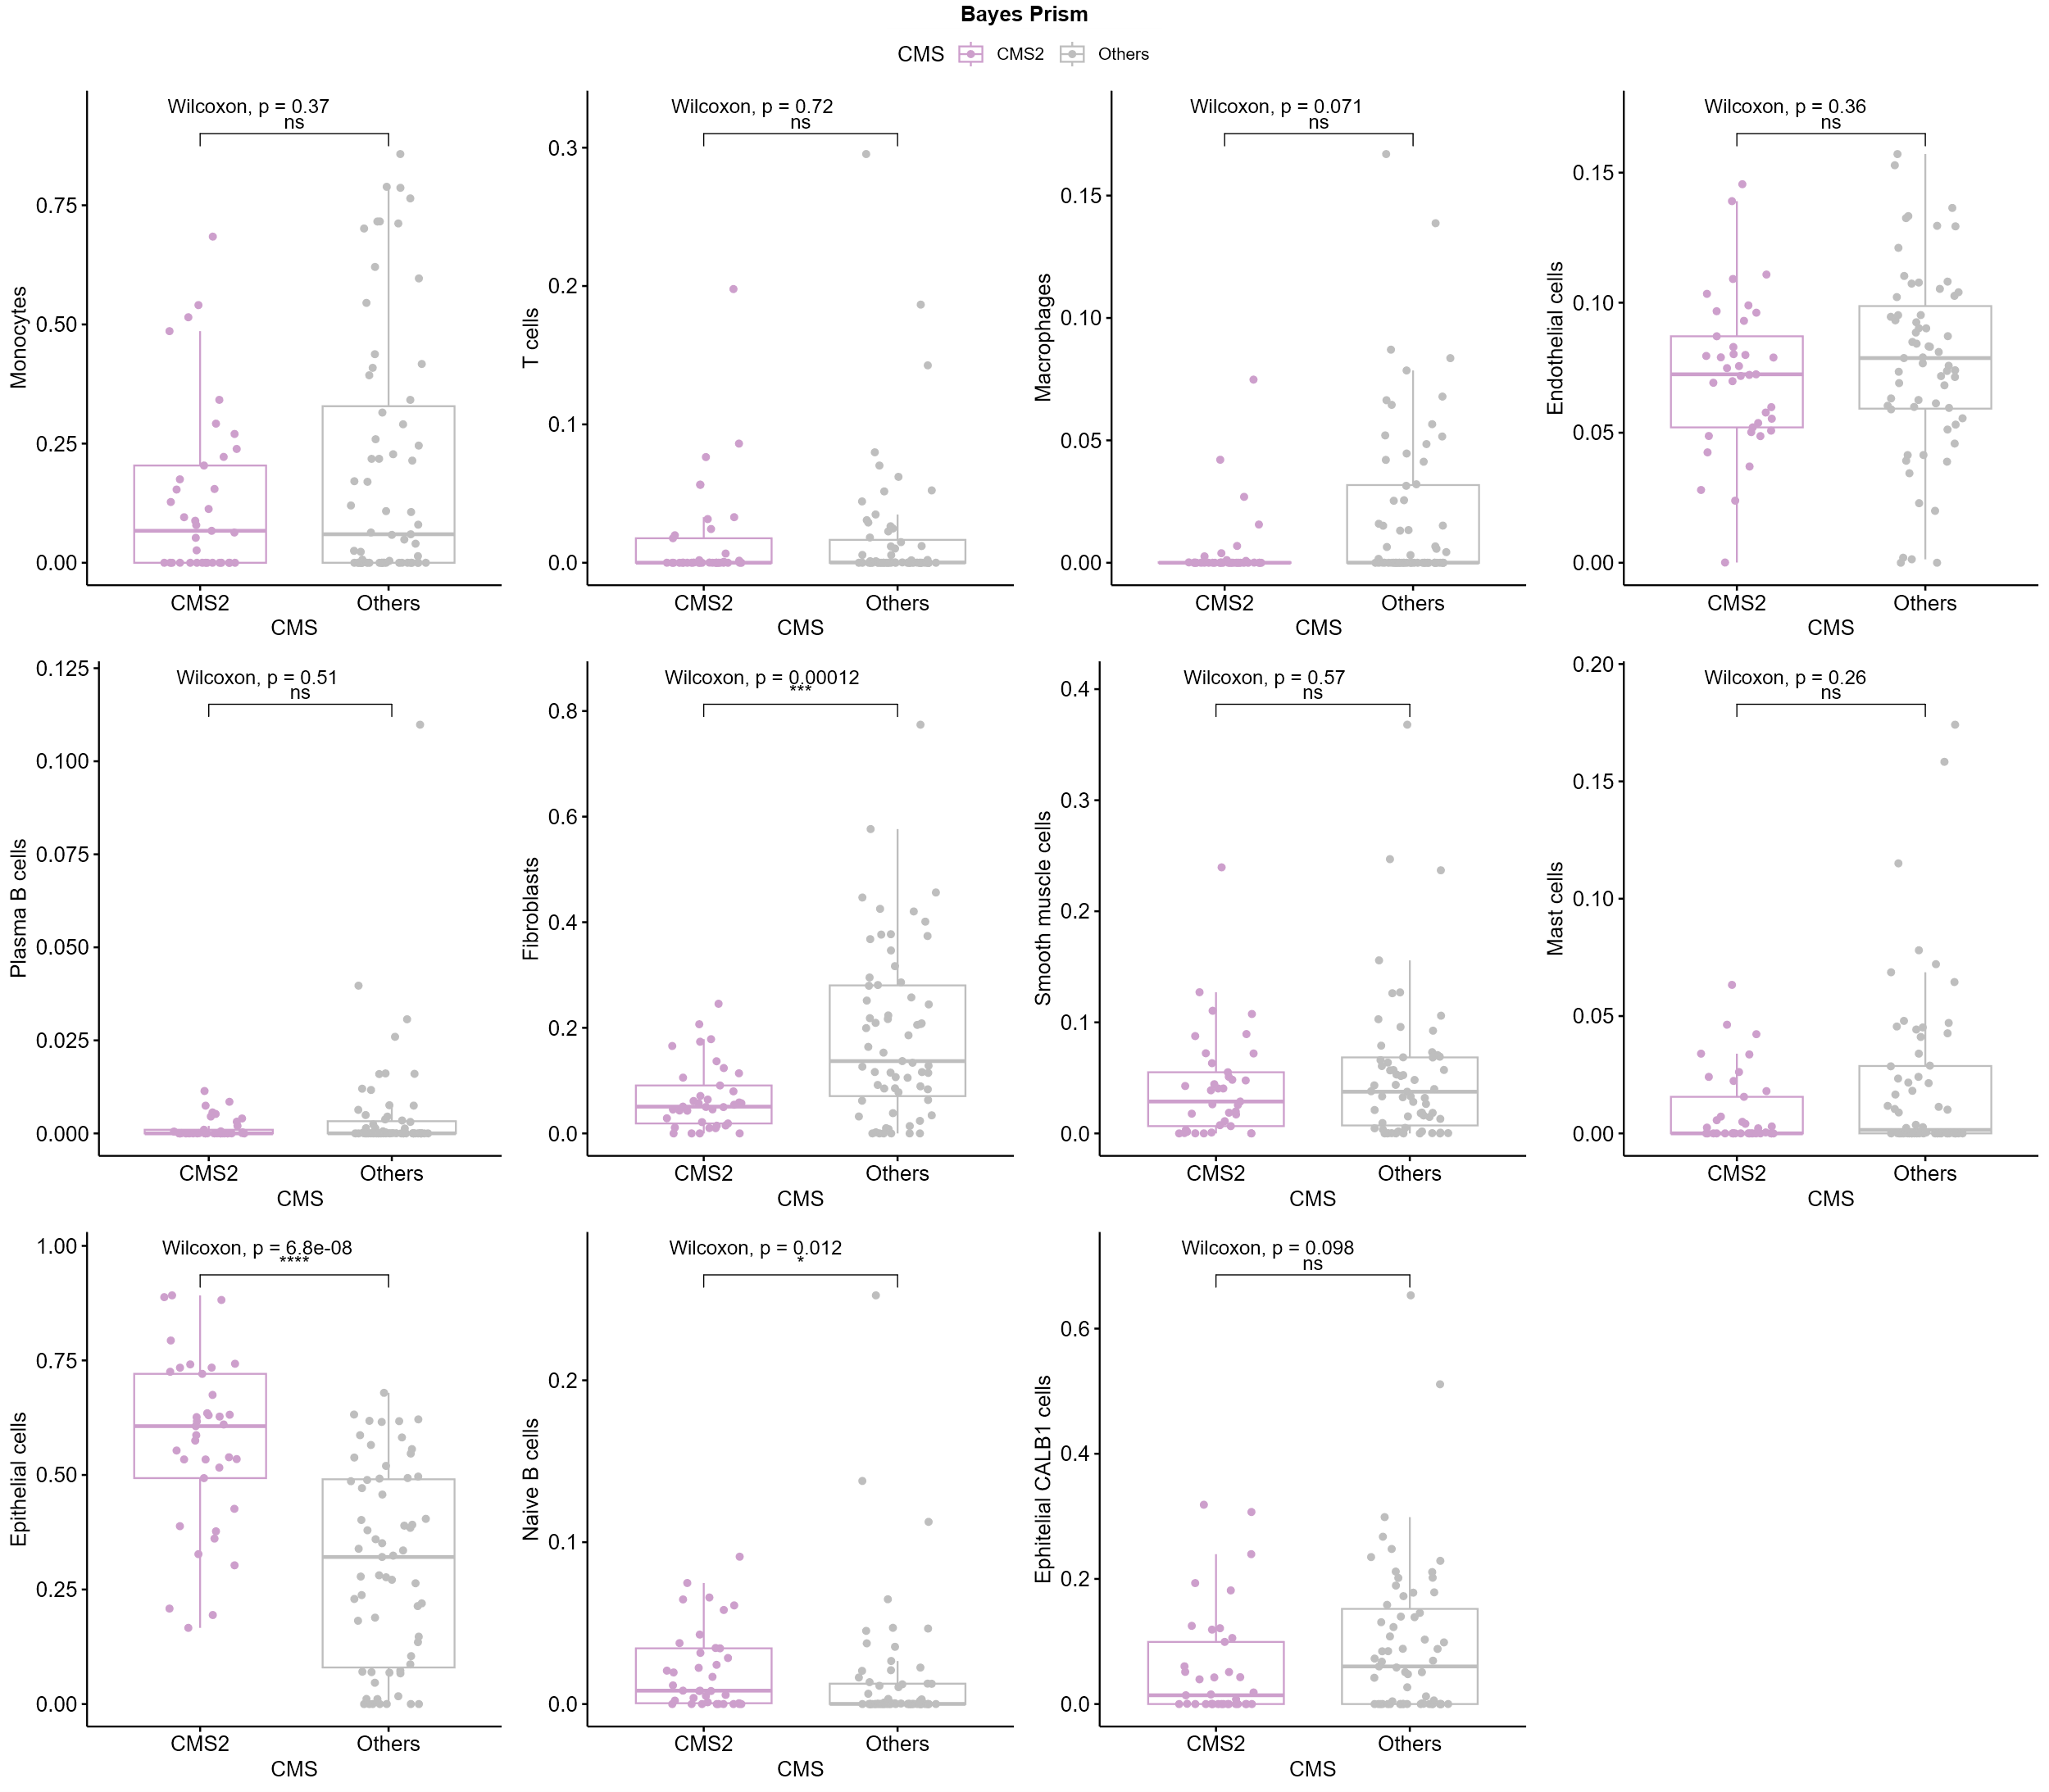 Bayes Prism
CMS CMS2 Others
Wilcoxon, p = 0.37
ns
Monocytes
0.75
0.50
0.25
0.00
CMS2 Others
CMS
Wilcoxon, p = 0.72
ns
T cells
0.3
0.2
0.1
0.0
CMS2 Others
CMS
Wilcoxon, p = 0.071
ns
Macrophages
0.15
0.10
0.05
0.00
CMS2 Others
CMS
Wilcoxon, p = 0.36
ns
Endothelial cells
0.15
0.10
0.05
0.00
CMS2 Others
CMS
Wilcoxon, p = 0.51
ns
Plasma B cells
0.125
0.100
0.075
0.050
0.025
0.000
CMS2 Others
CMS
Wilcoxon, p = 0.00012
***
Fibroblasts
0.8
0.6
0.4
0.2
0.0
CMS2 Others
CMS
Wilcoxon, p = 0.57
ns
Smooth muscle cells
0.4
0.3
0.2
0.1
0.0
CMS2 Others
CMS
Wilcoxon, p = 0.26
ns
Mast cells
0.20
0.15
0.10
0.05
0.00
CMS2 Others
CMS
Wilcoxon, p = 6.8e-08
****
Epithelial cells
1.00
0.75
0.50
0.25
0.00
CMS2 Others
CMS
Wilcoxon, p = 0.012
*
Naive B cells
0.2
0.1
0.0
CMS2 Others
CMS
Wilcoxon, p = 0.098
ns
Ephitelial CALB1 cells
0.6
0.4
0.2
0.0
CMS2 Others
CMS